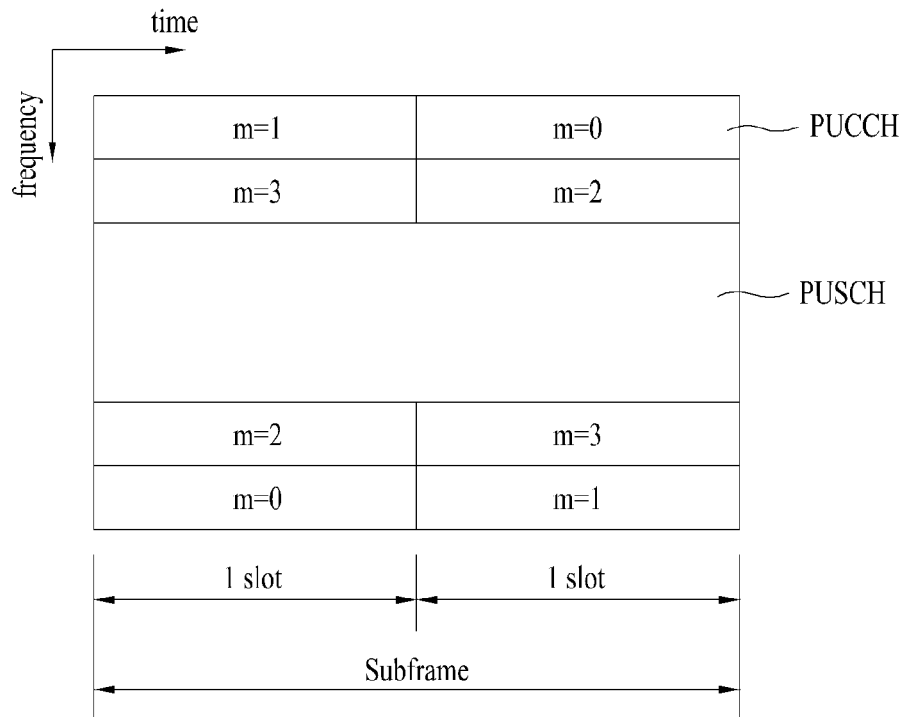 time
frequency
m=1
m=0
PUCCH
m=3
m=2
PUSCH
m=2
m=3
m=0
m=1
1 slot
1 slot
Subframe